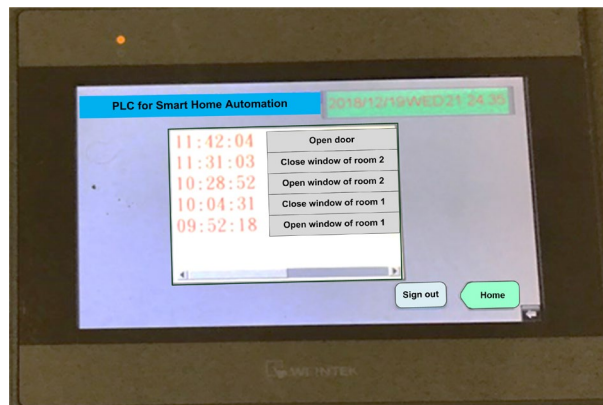 PLC for Smart Home Automation
2018/12/19WED21 24:35
11:42:04 Open door
11:31:03 Close window of room 2
10:28:52 Open window of room 2
10:04:31 Close window of room 1
09:52:18 Open window of room 1
Sign out Home
WEINTEK